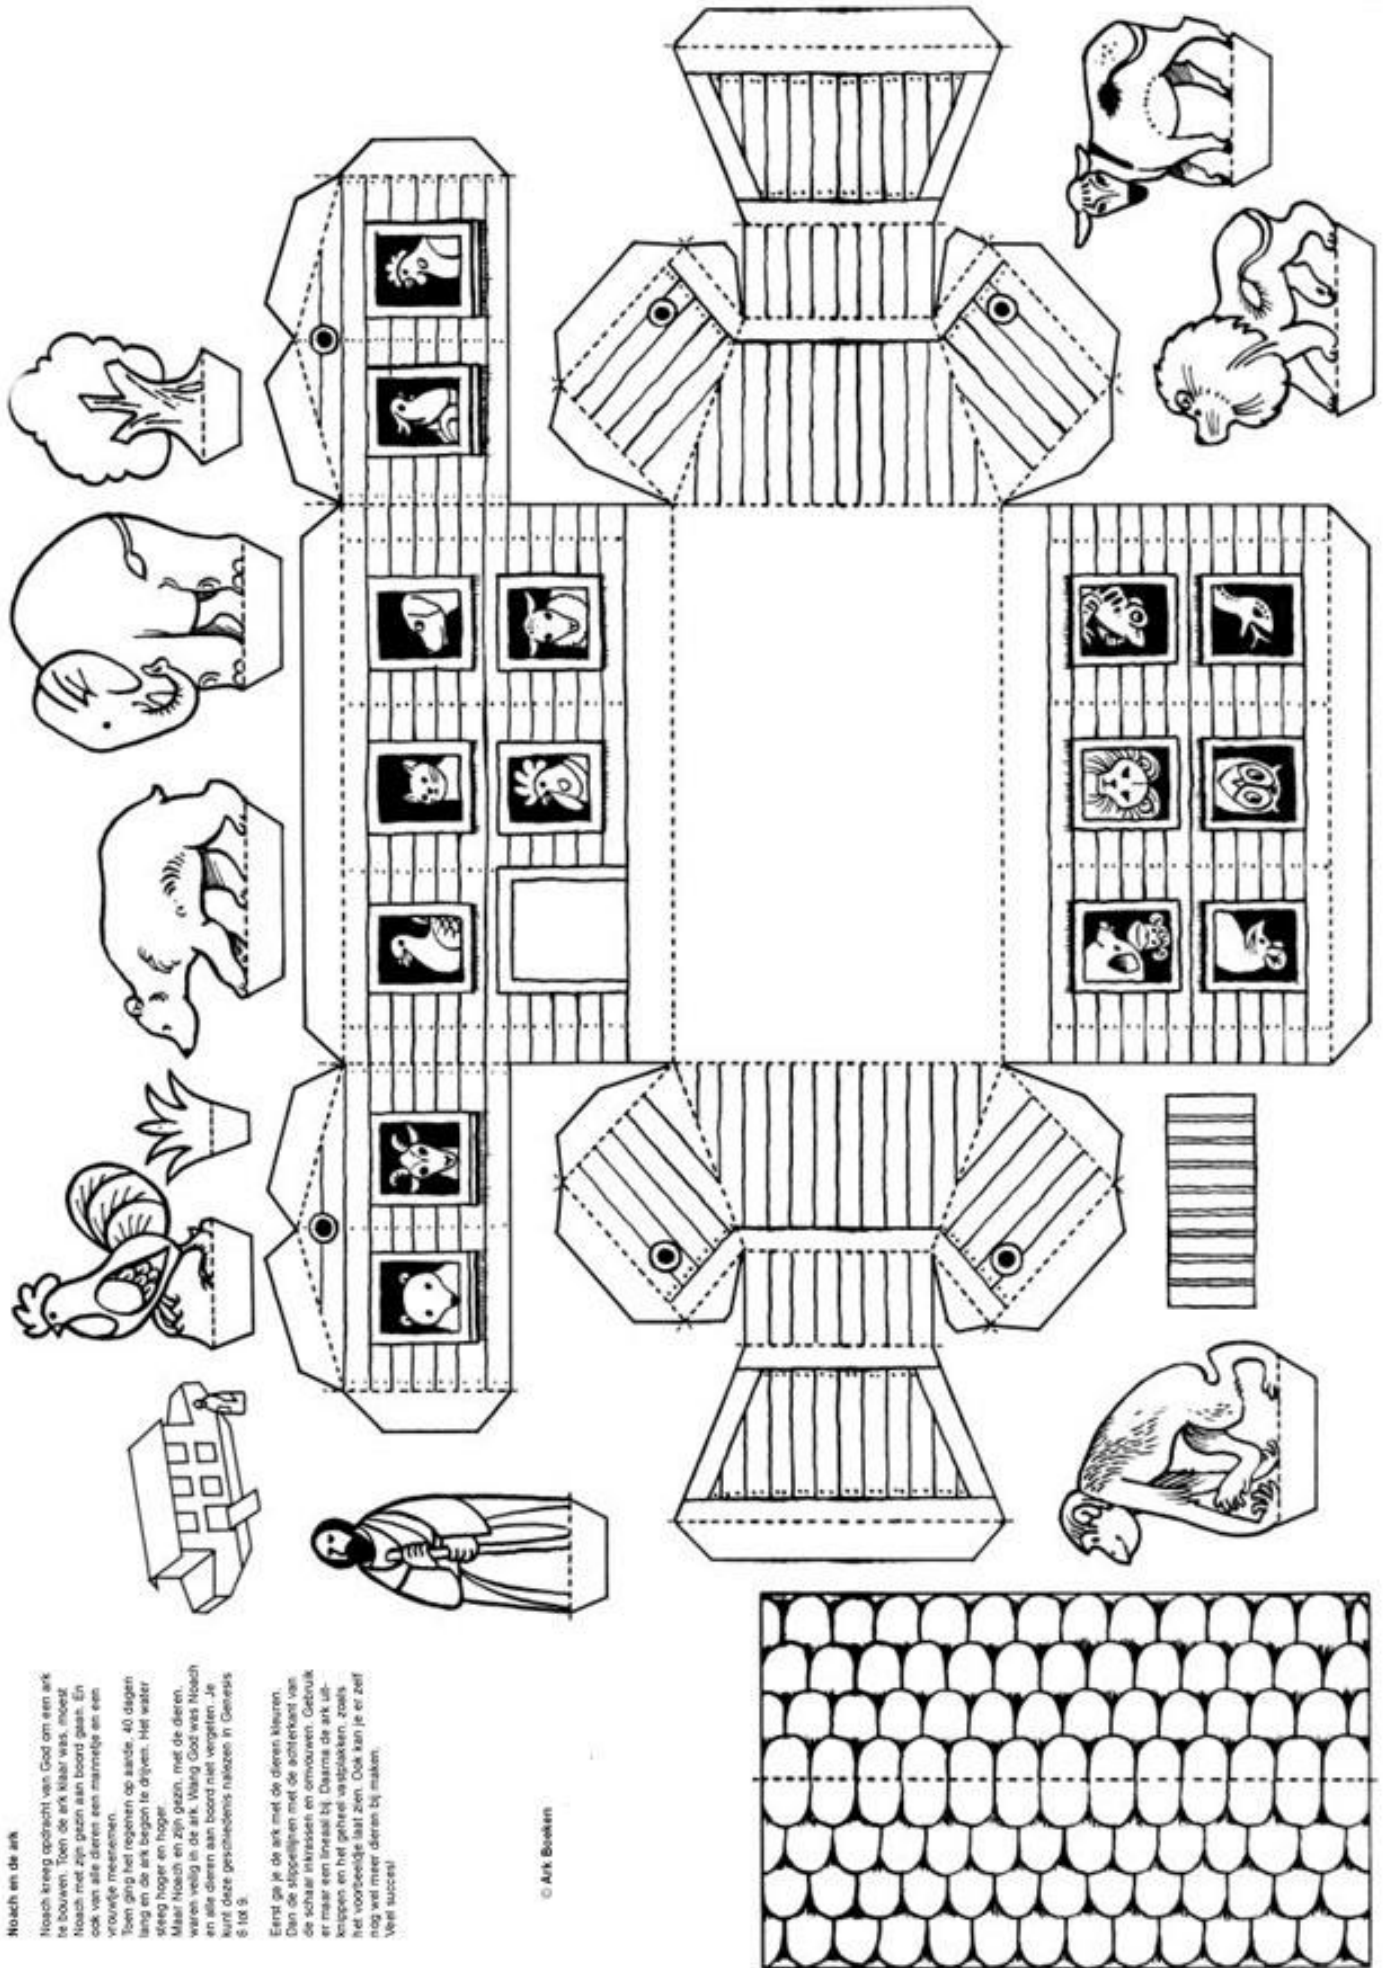 Noach en de ark
Noach kreeg opdracht van God om een ark
te bouwen. Toen de ark klaar was, moest
Noach met zijn gezin aan boord gaan. En
ook van alle dieren een mannetje en een
vrouwtje meenemen.
Toen ging het regenen op aarde, 40 dagen
lang en de ark begon te drijven. Het water
steeg hoger en hoger.
Maar Noach en zijn gezin, met de dieren,
waren veilig in de ark. Wang God was Noach
en alle dieren aan boord niet vergeten. Je
kunt deze geschiedenis nalezen in Genesis
6 tot 9.
Eerst ga je de ark met de dieren kleuren.
Dan de stippellijnen met de achterkant van
de schaar inkrassen en omvouwen. Gebruik
er maar een lineaal bij. Daarna de ark uit-
knippen en het geheel vastplakken, zoals
het voorbeeldje laat zien. Ook kan je er zelf
nog wel meer dieren bij maken.
Veel succes!
© Ark Boeken